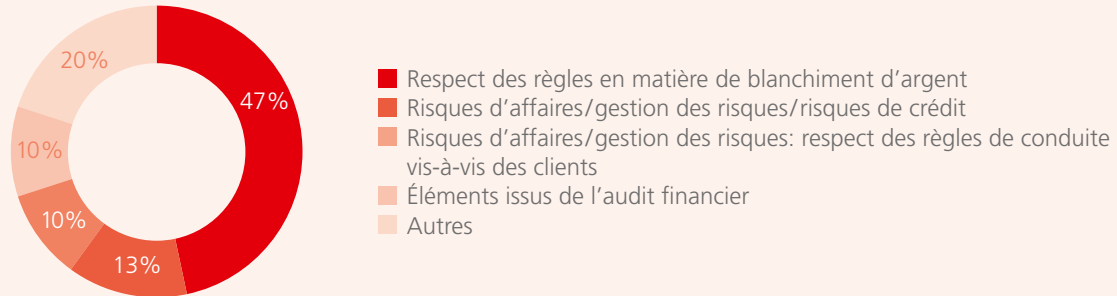 20%
47%
10%
10%
13%
Respect des règles en matière de blanchiment d'argent
Risques d'affaires/gestion des risques/risques de crédit
Risques d'affaires/gestion des risques: respect des règles de conduite
vis-à-vis des clients
Éléments issus de l'audit financier
Autres